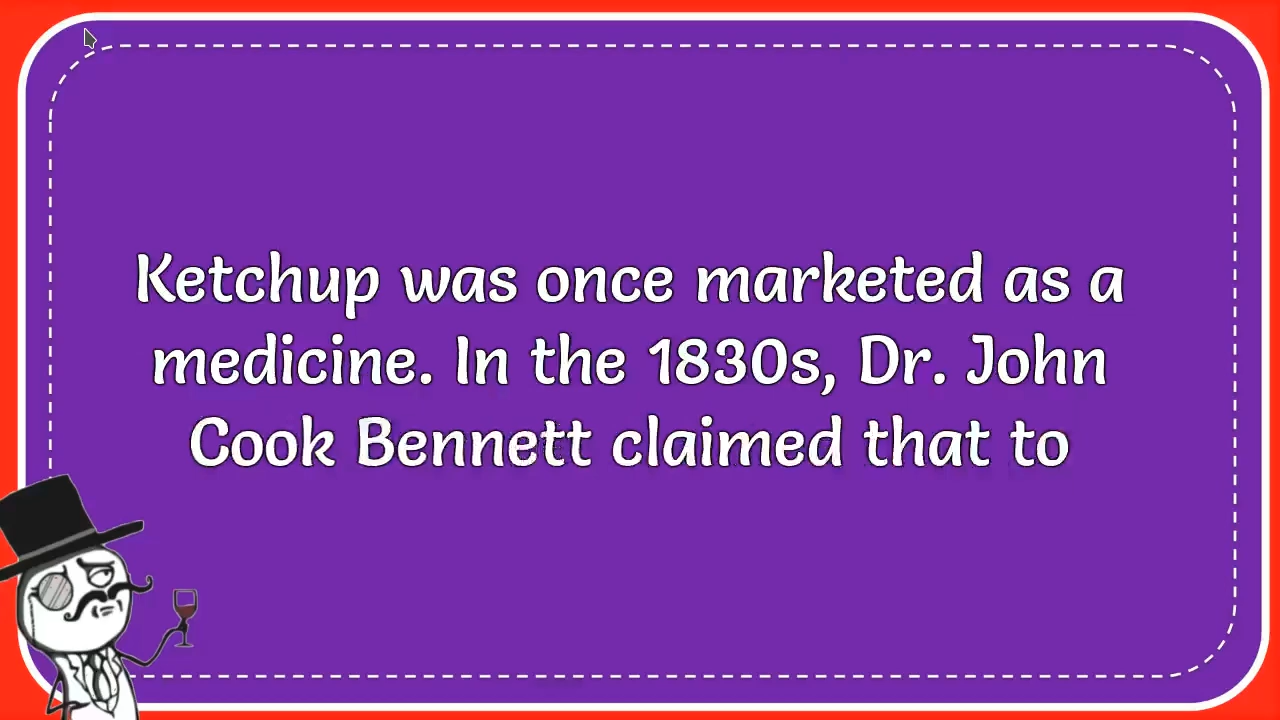 Ketchup was once marketed as a
medicine. In the 1830s, Dr. John
Cook Bennett claimed that to